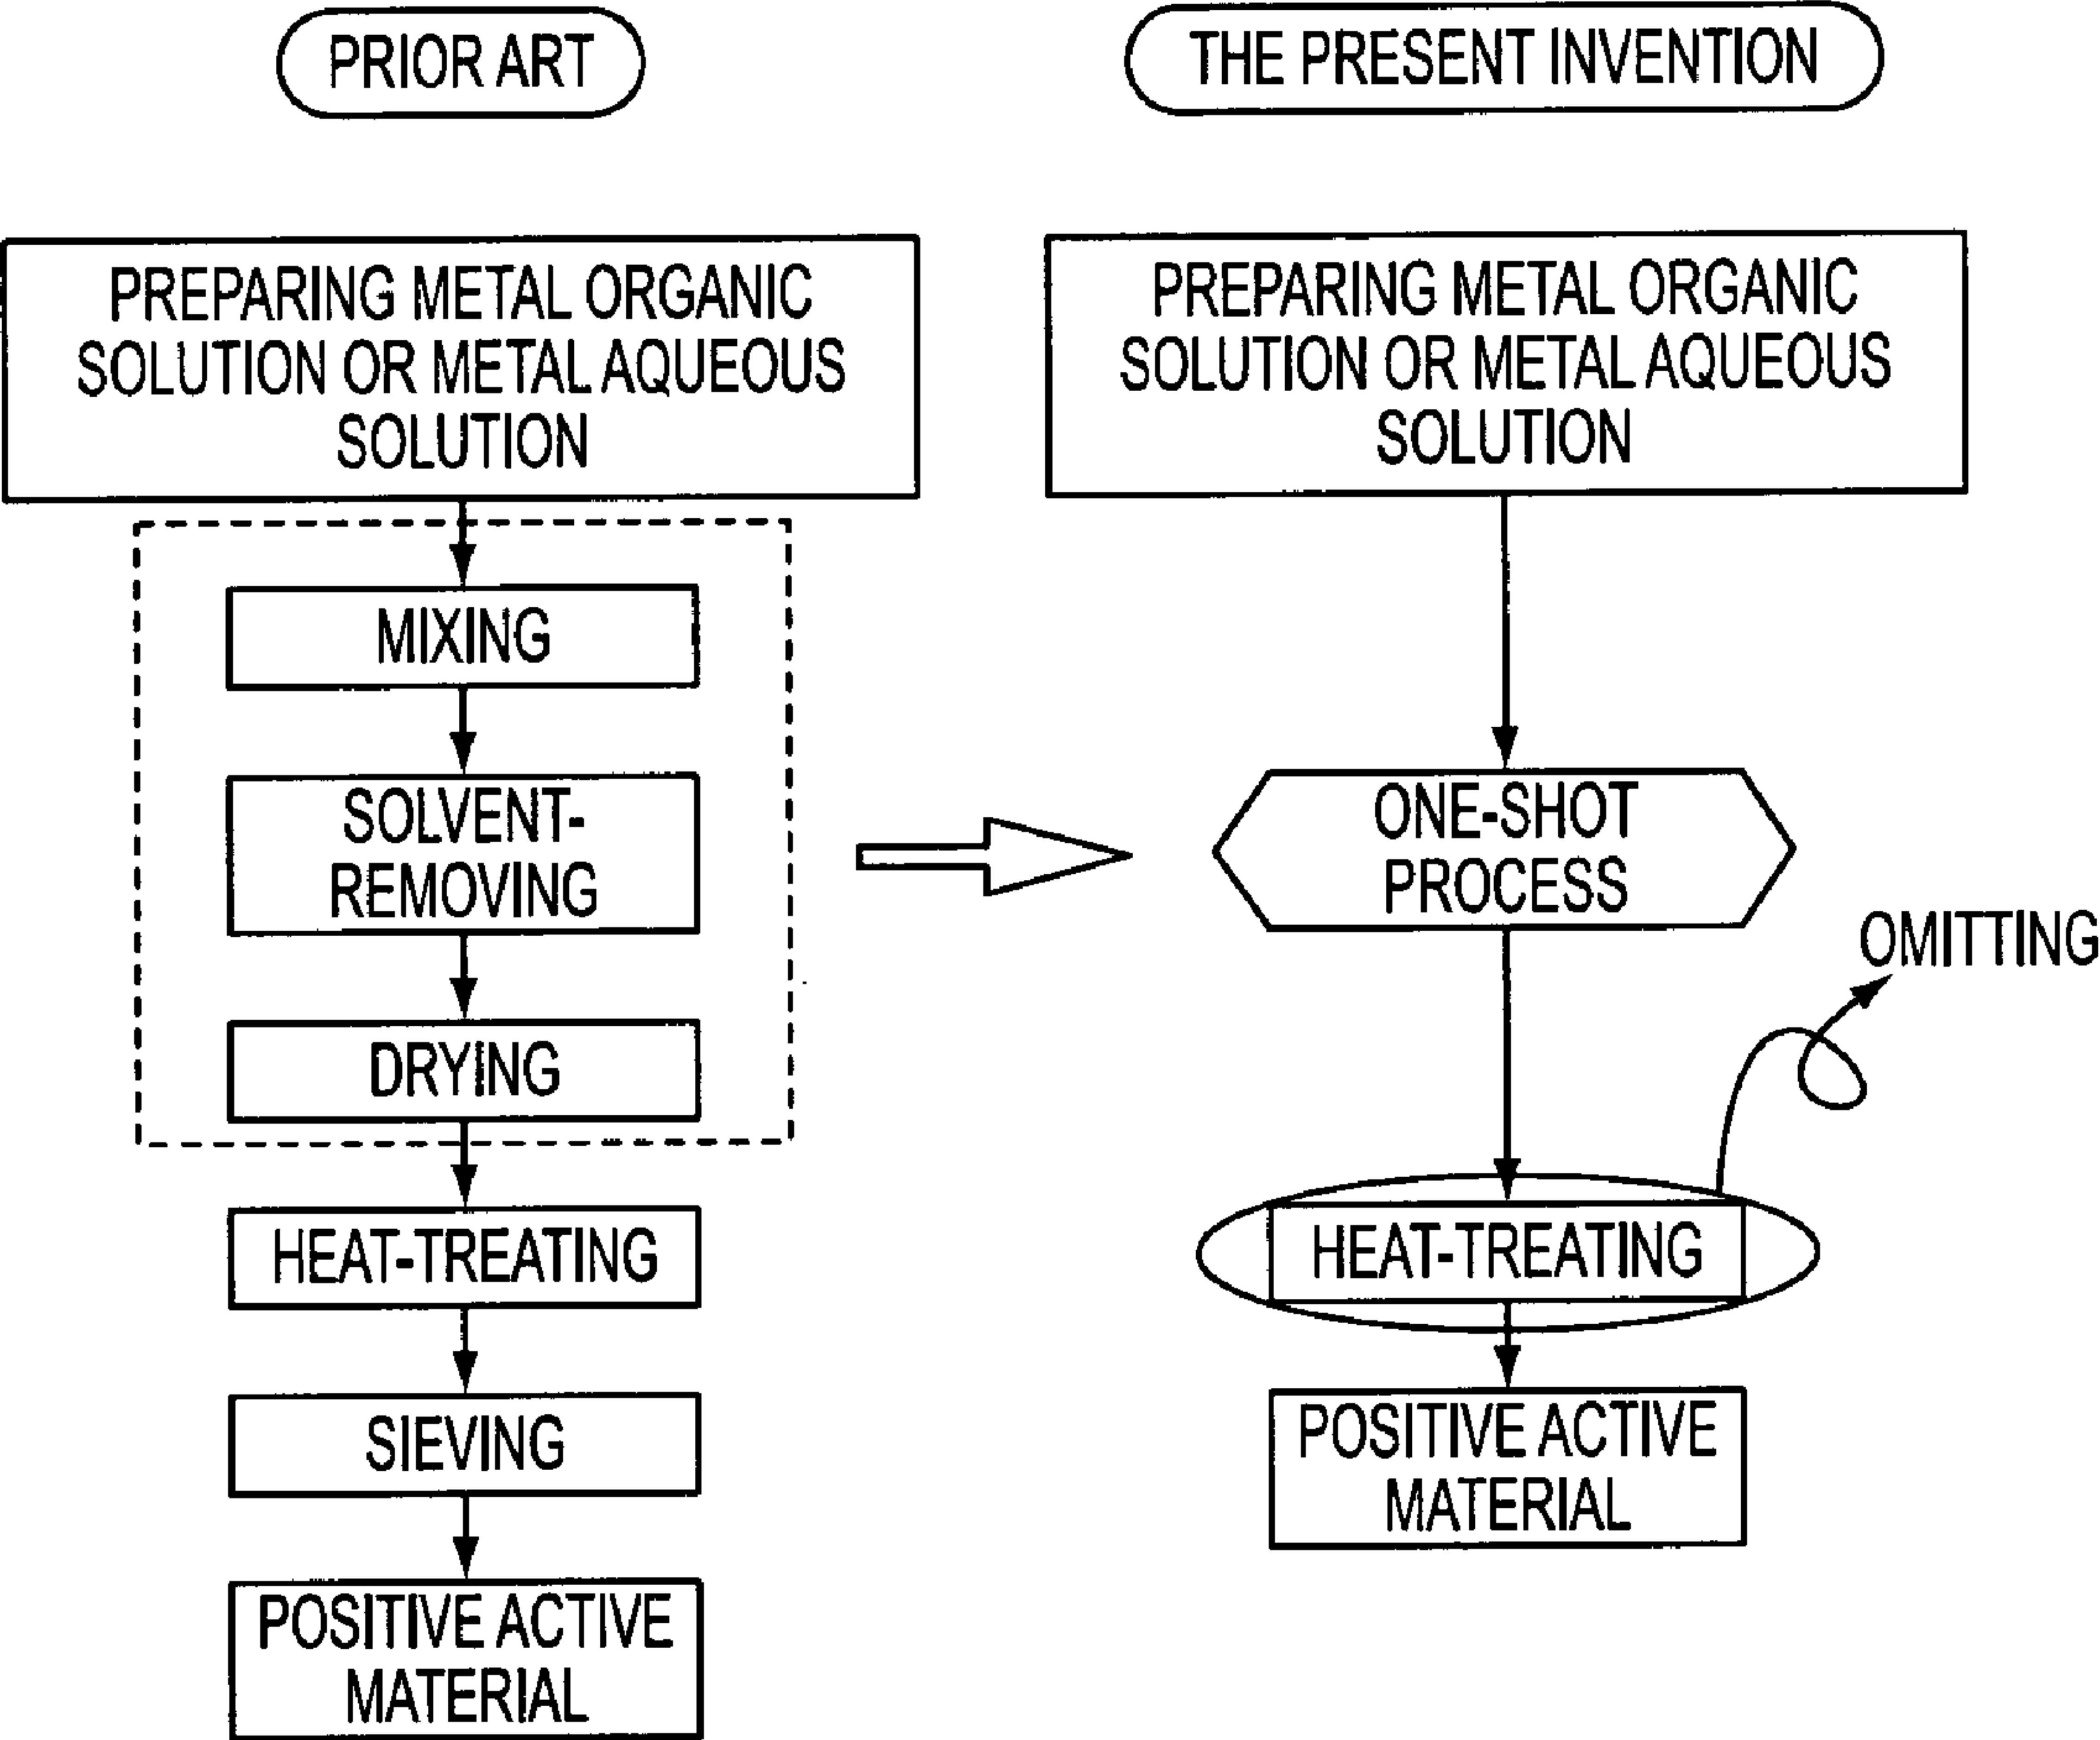 PRIOR ART
PREPARING METAL ORGANIC
SOLUTION OR METAL AQUEOUS
SOLUTION
MIXING
SOLVENT-
REMOVING
DRYING
HEAT-TREATING
SIEVING
POSITIVE ACTIVE
MATERIAL
THE PRESENT INVENTION
PREPARING METAL ORGANIC
SOLUTION OR METAL AQUEOUS
SOLUTION
ONE-SHOT
PROCESS
OMITTING
HEAT-TREATING
POSITIVE ACTIVE
MATERIAL